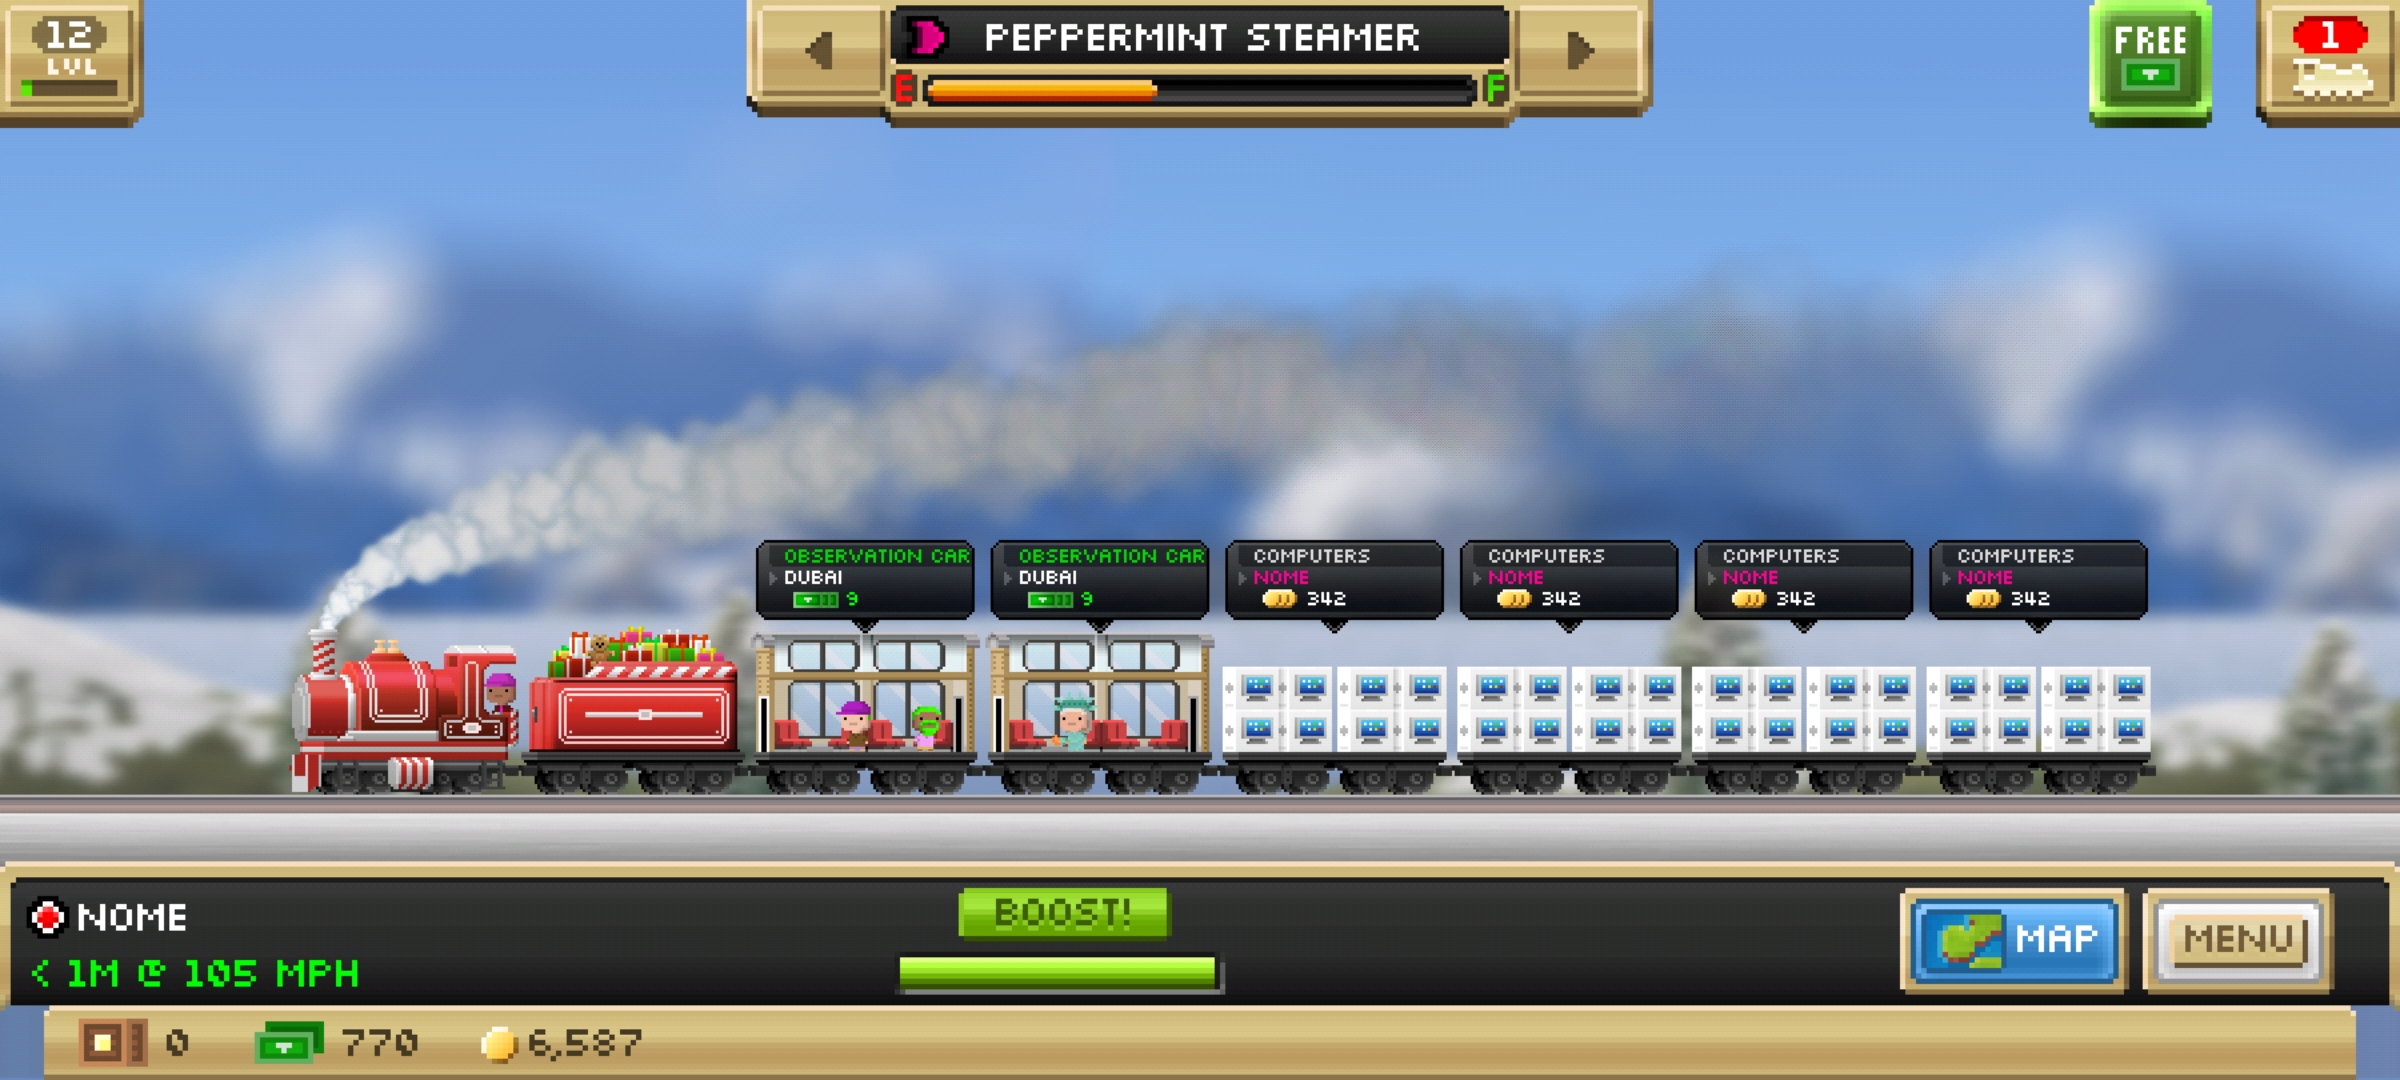 12
LVL
PEPPERMINT STEAMER
E F
FREE
1
OBSERVATION CAR
DUBAI
9
OBSERVATION CAR
DUBAI
9
COMPUTERS
NOME
342
COMPUTERS
NOME
342
COMPUTERS
NOME
342
COMPUTERS
NOME
342
NOME
< 1M @ 105 MPH
BOOST!
MAP
MENU
0 770 6,587